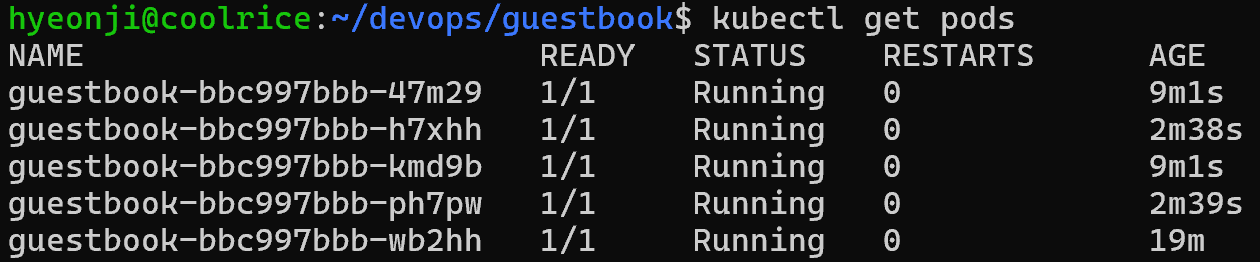 hyeonji@coolrice:~/devops/guestbook$ kubectl get pods
NAME READY STATUS RESTARTS AGE
guestbook-bbc997bbb-47m29 1/1 Running 0 9m1s
guestbook-bbc997bbb-h7xhh 1/1 Running 0 2m38s
guestbook-bbc997bbb-kmd9b 1/1 Running 0 9m1s
guestbook-bbc997bbb-ph7pw 1/1 Running 0 2m39s
guestbook-bbc997bbb-wb2hh 1/1 Running 0 19m